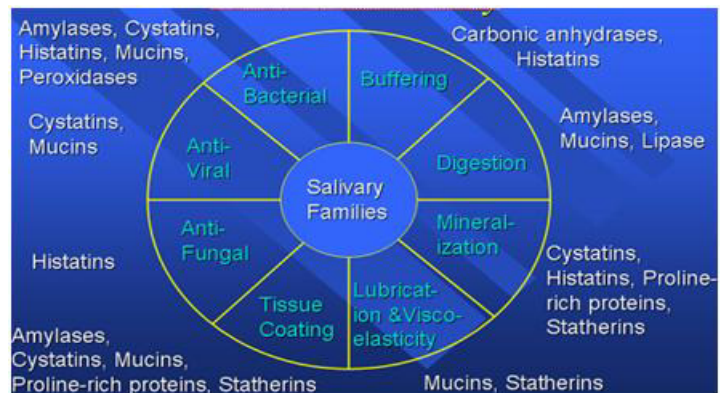 Amylases, Cystatins,
Histatins, Mucins,
Peroxidases
Carbonic anhydrases,
Histatins
Anti-
Bacterial
Buffering
Cystatins,
Mucins
Anti-
Viral
Digestion
Amylases,
Mucins, Lipase
Salivary
Families
Histatins
Anti-
Fungal
Mineral-
ization
Cystatins,
Histatins, Proline-
rich proteins,
Statherins
Tissue
Coating
Lubricat-
ion &Visco-
elasticity
Amylases,
Cystatins, Mucins,
Proline-rich proteins, Statherins
Mucins, Statherins